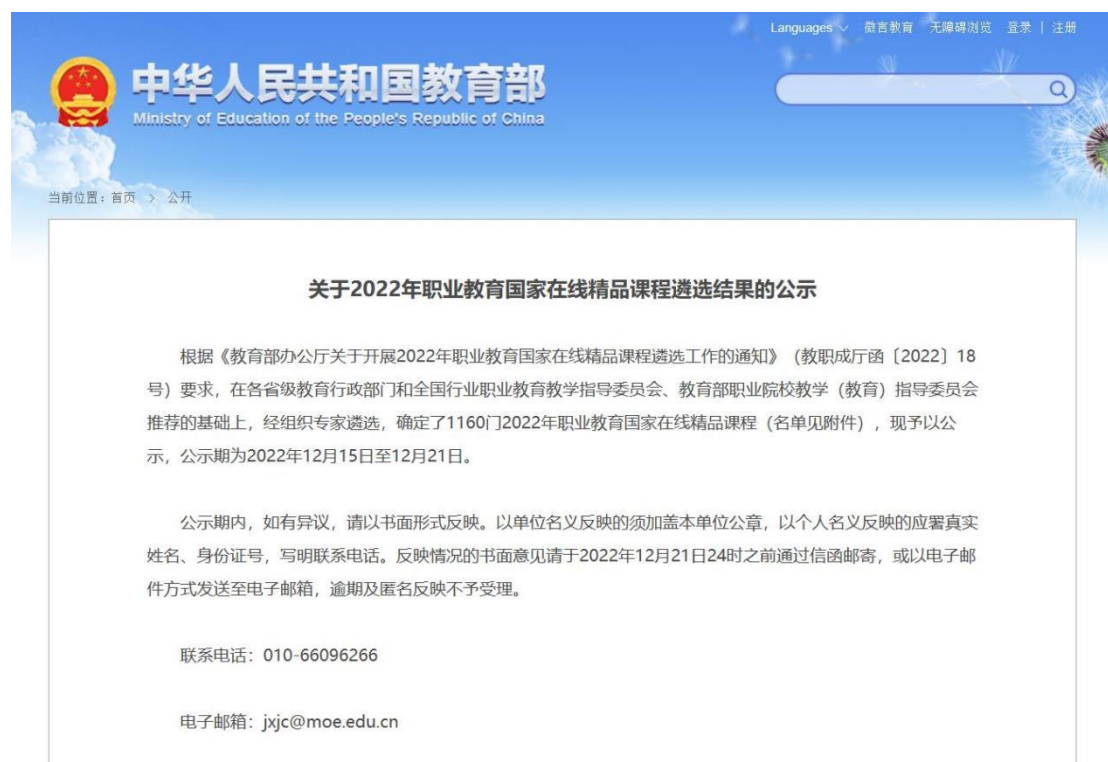 Languages 微言教育 无障碍浏览 登录 | 注册
中华人民共和国教育部
Ministry of Education of the People's Republic of China
当前位置：首页 > 公开
关于2022年职业教育国家在线精品课程遴选结果的公示
根据《教育部办公厅关于开展2022年职业教育国家在线精品课程遴选工作的通知》（教职成厅函〔2022〕18
号）要求，在各省级教育行政部门和全国行业职业教育教学指导委员会、教育部职业院校教学（教育）指导委员会
推荐的基础上，经组织专家遴选，确定了1160门2022年职业教育国家在线精品课程（名单见附件），现予以公
示，公示期为2022年12月15日至12月21日。
公示期内，如有异议，请以书面形式反映。以单位名义反映的须加盖本单位公章，以个人名义反映的应署真实
姓名、身份证号，写明联系电话。反映情况的书面意见请于2022年12月21日24时之前通过信函邮寄，或以电子邮
件方式发送至电子邮箱，逾期及匿名反映不予受理。
联系电话：010-66096266
电子邮箱：jxjc@moe.edu.cn